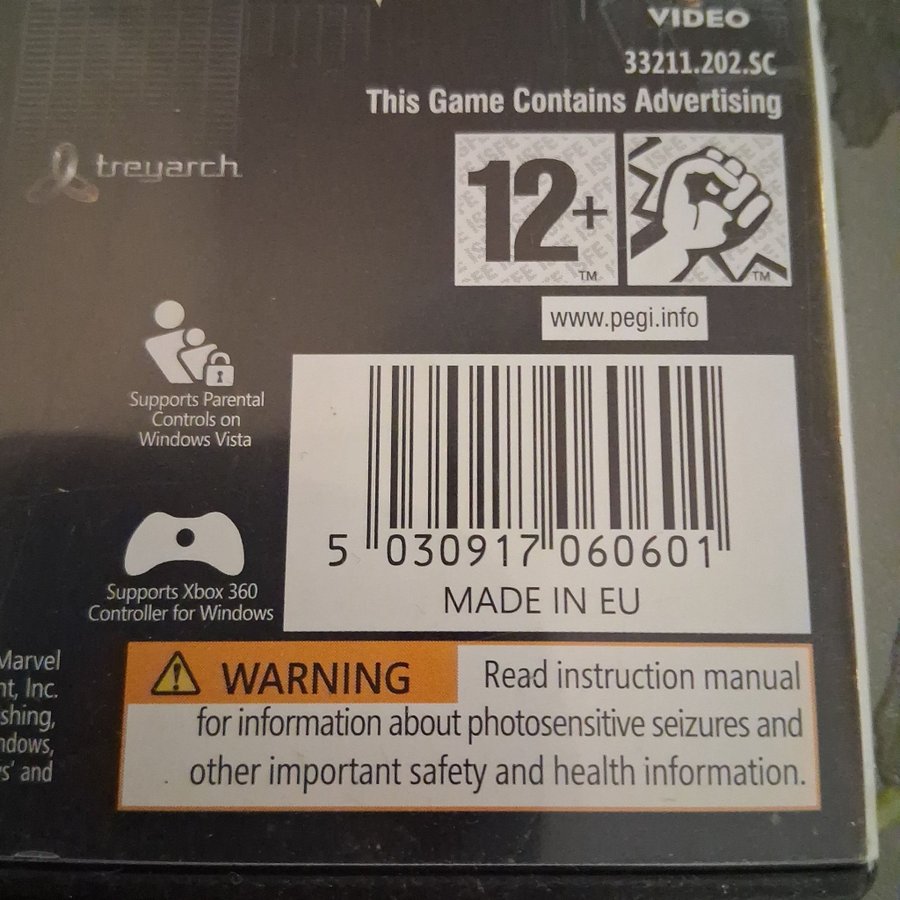 VIDEO
33211.202.SC
This Game Contains Advertising
treyarch
12+
TM
TM
www.pegi.info
Supports Parental
Controls on
Windows Vista
5 030917 060601
MADE IN EU
Supports Xbox 360
Controller for Windows
Marvel
nt, Inc.
shing,
ndows,
s' and
WARNING Read instruction manual
for information about photosensitive seizures and
other important safety and health information.